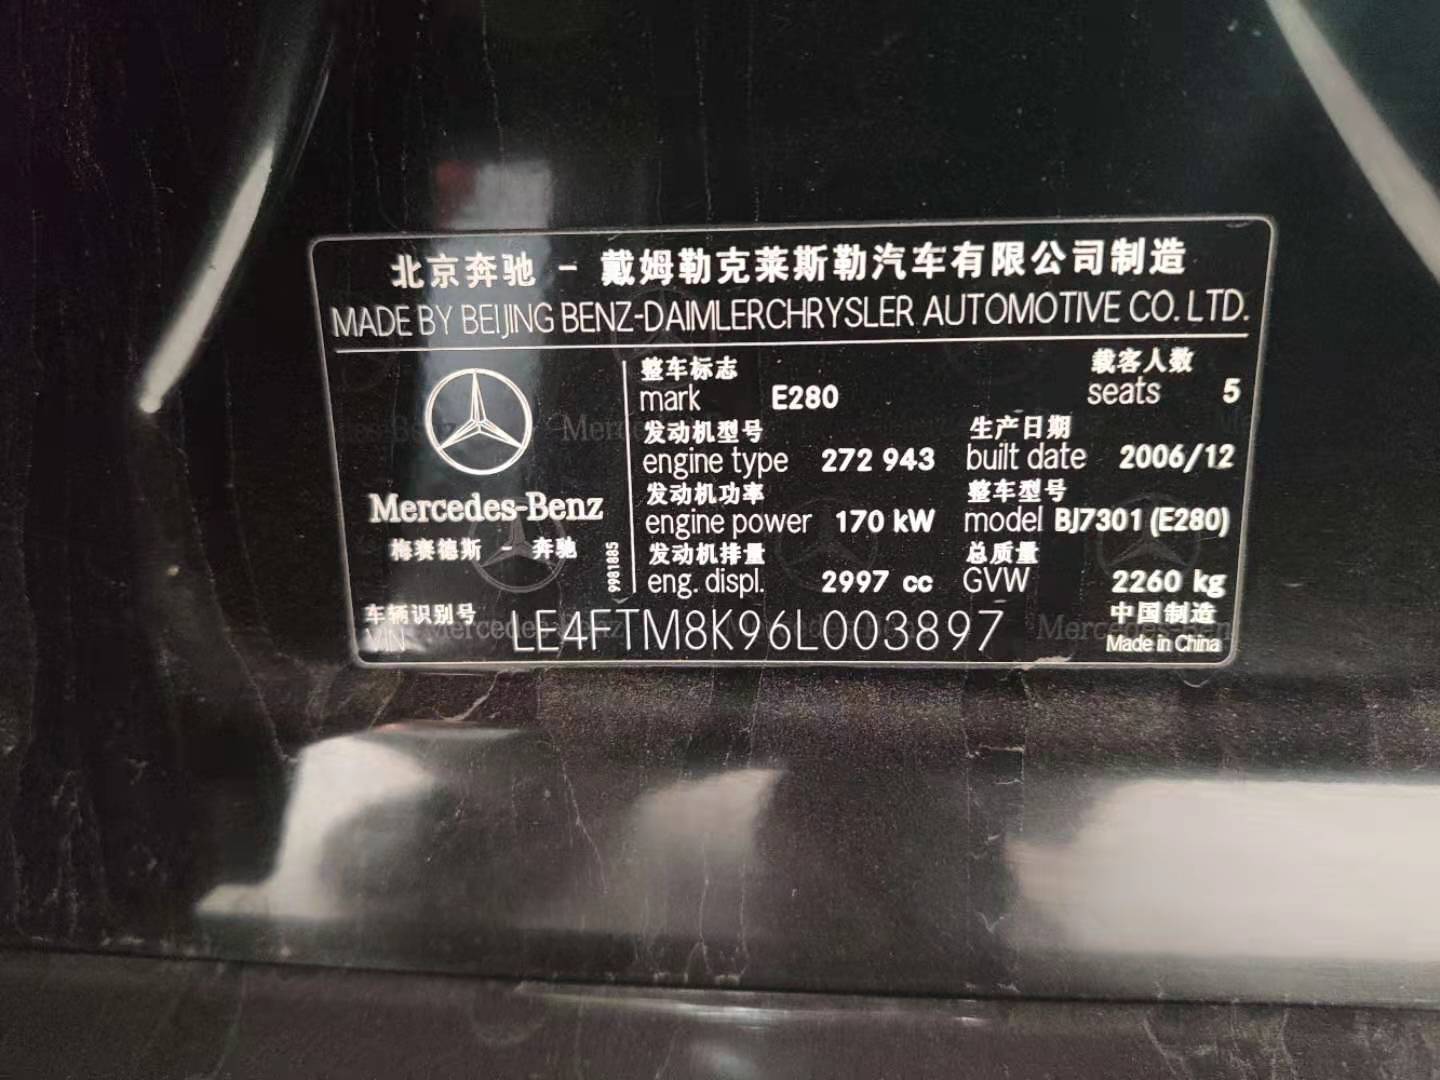 北京奔驰 - 戴姆勒克莱斯勒汽车有限公司制造
MADE BY BEIJING BENZ-DAIMLERCHRYSLER AUTOMOTIVE CO. LTD.
整车标志 载客人数
mark E280 seats 5
发动机型号 生产日期
engine type 272 943 built date 2006/12
发动机功率 整车型号
engine power 170 kW model BJ7301 (E280)
发动机排量 总质量
eng. displ. 2997 cc GVW 2260 kg
Mercedes-Benz
梅赛德斯 - 奔驰
9981885
车辆识别号 中国制造
VIN LE4FTM8K96L003897 Made in China